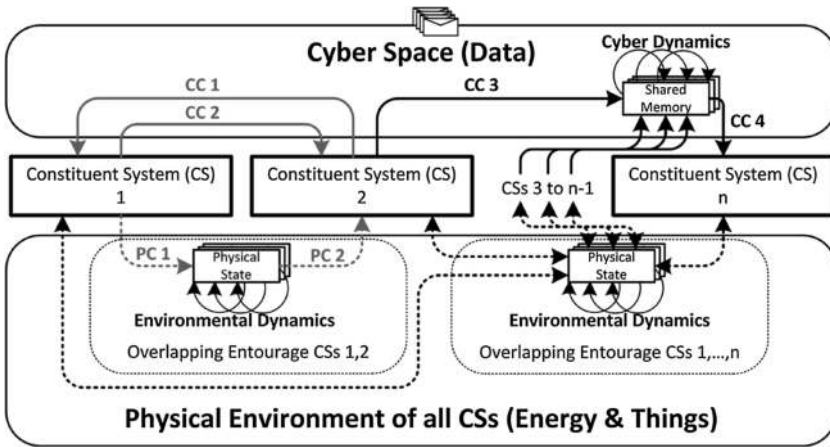 Cyber Space (Data)
Cyber Dynamics
Shared
Memory
CC 1
CC 2
CC 3
CC 4
Constituent System (CS)
1
Constituent System (CS)
2
CSs 3 to n-1
Constituent System (CS)
n
PC 1
Physical
State
PC 2
Environmental Dynamics
Overlapping Entourage CSs 1,2
Physical
State
Environmental Dynamics
Overlapping Entourage CSs 1,...,n
Physical Environment of all CSs (Energy & Things)